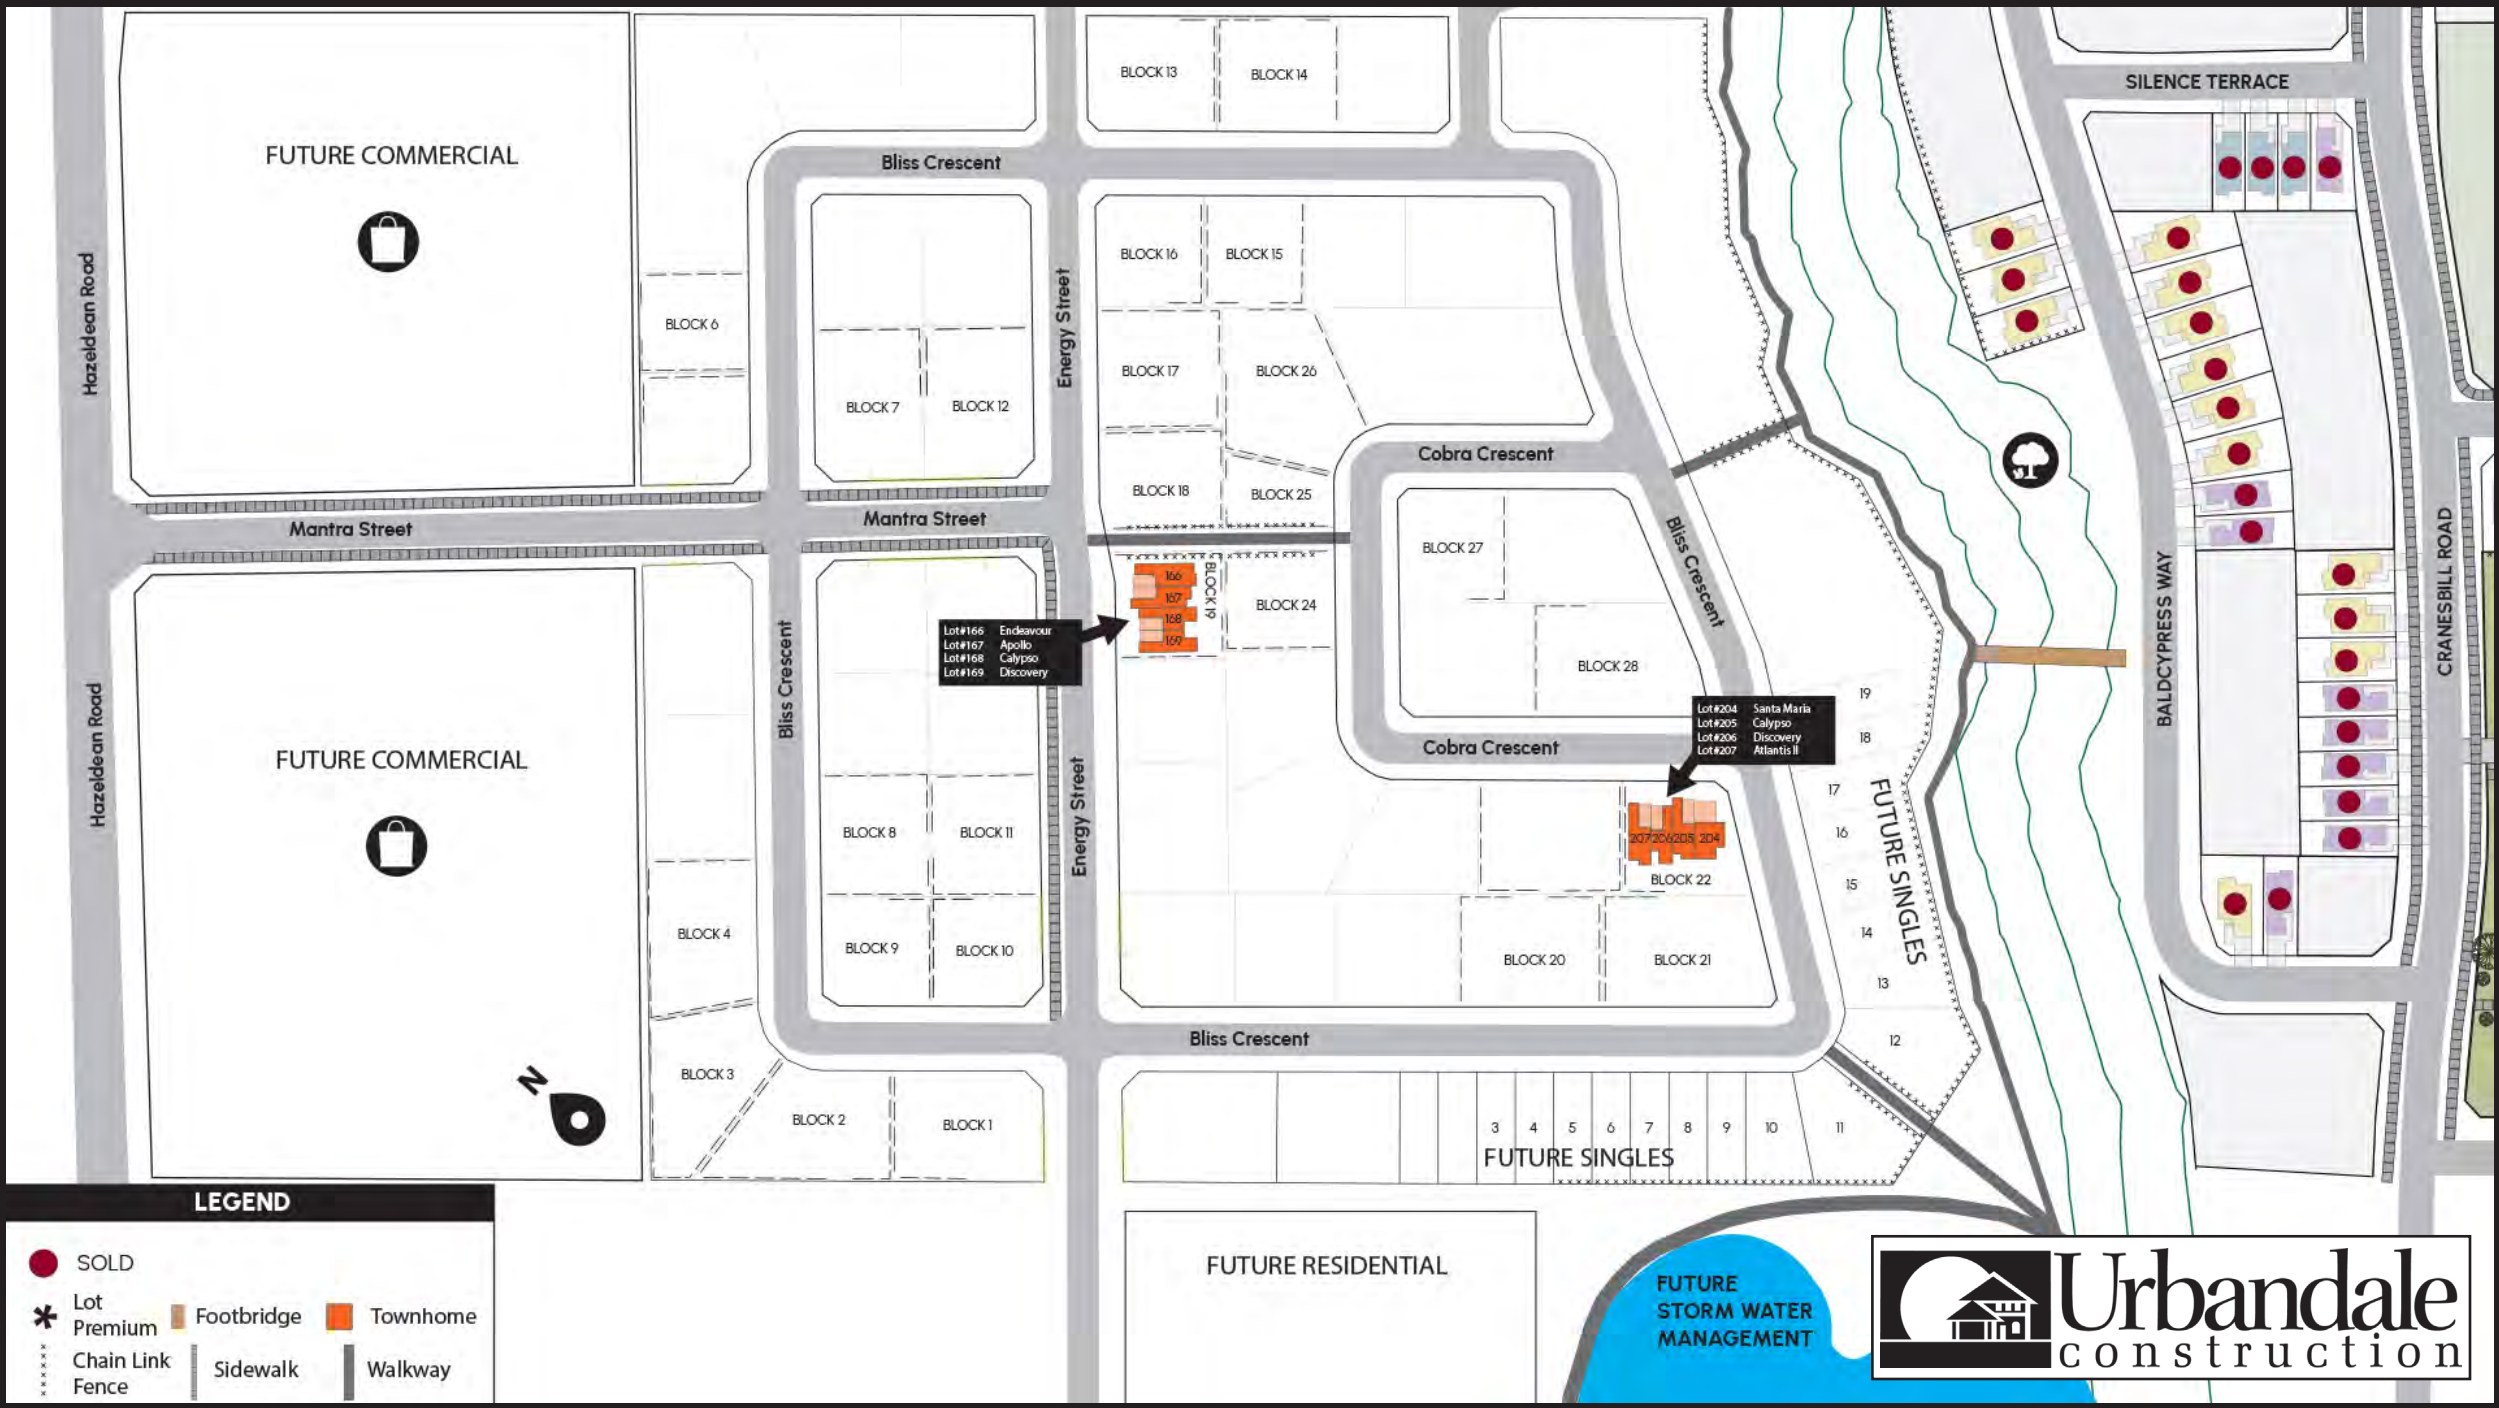 SILENCE TERRACE
BLOCK 13
BLOCK 14
FUTURE COMMERCIAL
Bliss Crescent
Hazeldean Road
BLOCK 6
BLOCK 7
BLOCK 12
Energy Street
BLOCK 16
BLOCK 15
BLOCK 17
BLOCK 26
BLOCK 18
BLOCK 25
Cobra Crescent
Mantra Street
Mantra Street
BLOCK 27
BLOCK 28
Bliss Crescent
166
167
168
169
BLOCK 19
BLOCK 24
Lot#166 Endeavour
Lot#167 Apollo
Lot#168 Calypso
Lot#169 Discovery
Lot#204 Santa Maria
Lot#205 Calypso
Lot#206 Discovery
Lot#207 Atlantis II
BALDCYPRESS WAY
CRANESBILL ROAD
Hazeldean Road
FUTURE COMMERCIAL
Bliss Crescent
Energy Street
Cobra Crescent
207 206 205 204
BLOCK 22
BLOCK 8
BLOCK 11
BLOCK 9
BLOCK 10
BLOCK 20
BLOCK 21
19
18
17
16
15
14
13
12
FUTURE SINGLES
BLOCK 4
BLOCK 3
BLOCK 2
BLOCK 1
Bliss Crescent
3 4 5 6 7 8 9 10 11
FUTURE SINGLES
N
FUTURE RESIDENTIAL
FUTURE
STORM WATER
MANAGEMENT
LEGEND
SOLD
Lot
Premium
Footbridge
Townhome
Chain Link
Fence
Sidewalk
Walkway
Urbandale
construction